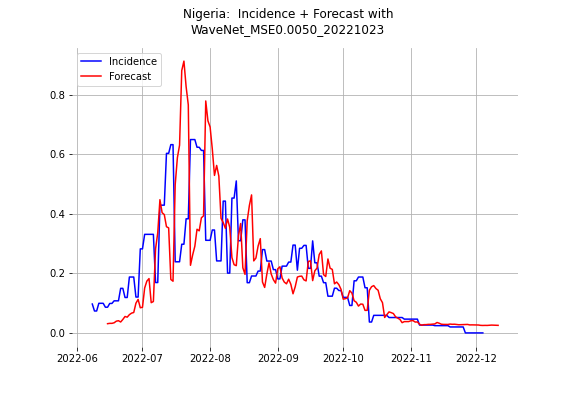 Nigeria:  Incidence + Forecast with
WaveNet_MSE0.0050_20221023
Incidence
Forecast
0.8
0.6
0.4
0.2
0.0
2022-06 2022-07 2022-08 2022-09 2022-10 2022-11 2022-12